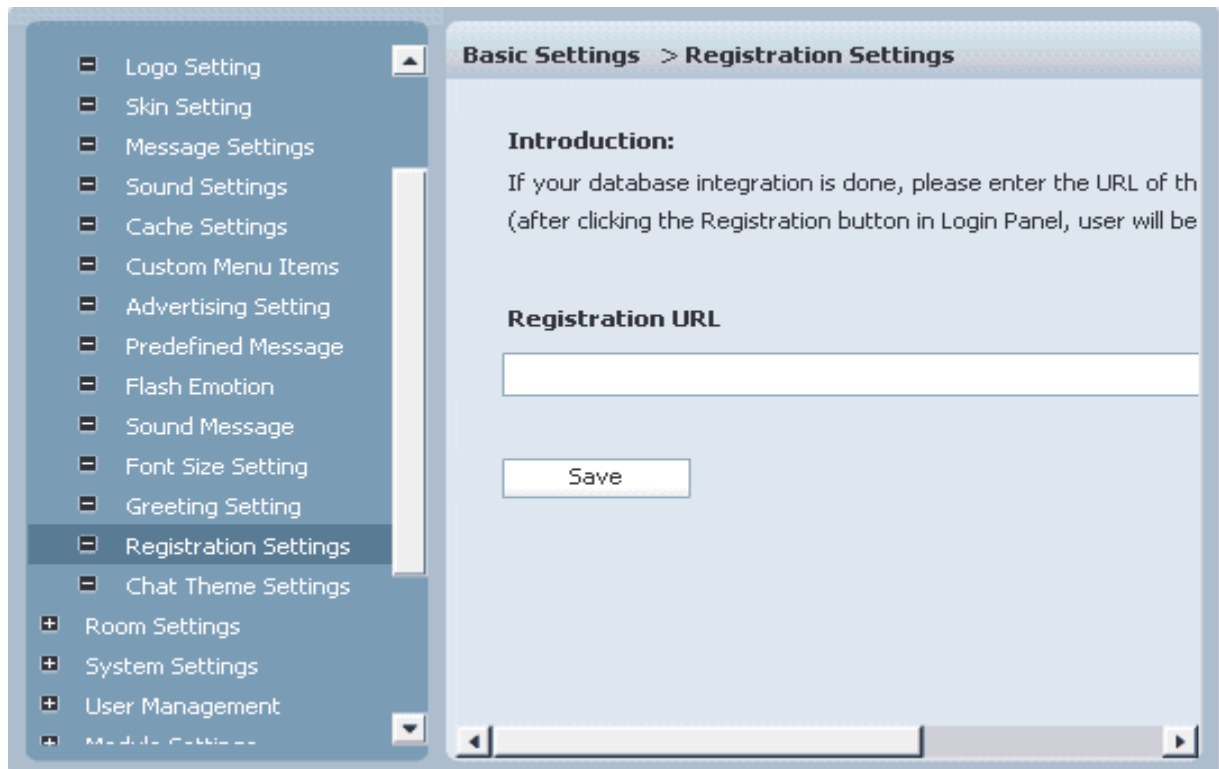 Logo Setting
Skin Setting
Message Settings
Sound Settings
Cache Settings
Custom Menu Items
Advertising Setting
Predefined Message
Flash Emotion
Sound Message
Font Size Setting
Greeting Setting
Registration Settings
Chat Theme Settings
Room Settings
System Settings
User Management
Module Settings
Basic Settings > Registration Settings
Introduction:
If your database integration is done, please enter the URL of th
(after clicking the Registration button in Login Panel, user will be
Registration URL
Save